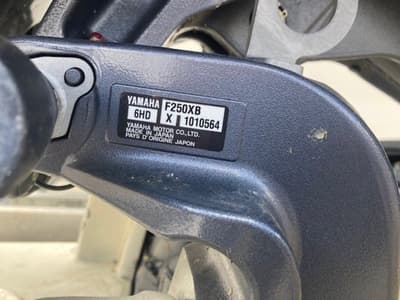 YAMAHA F250XB
6HD X 1010564
YAMAHA MOTOR CO.,LTD.
MADE IN JAPAN
PAYS D'ORIGINE JAPON